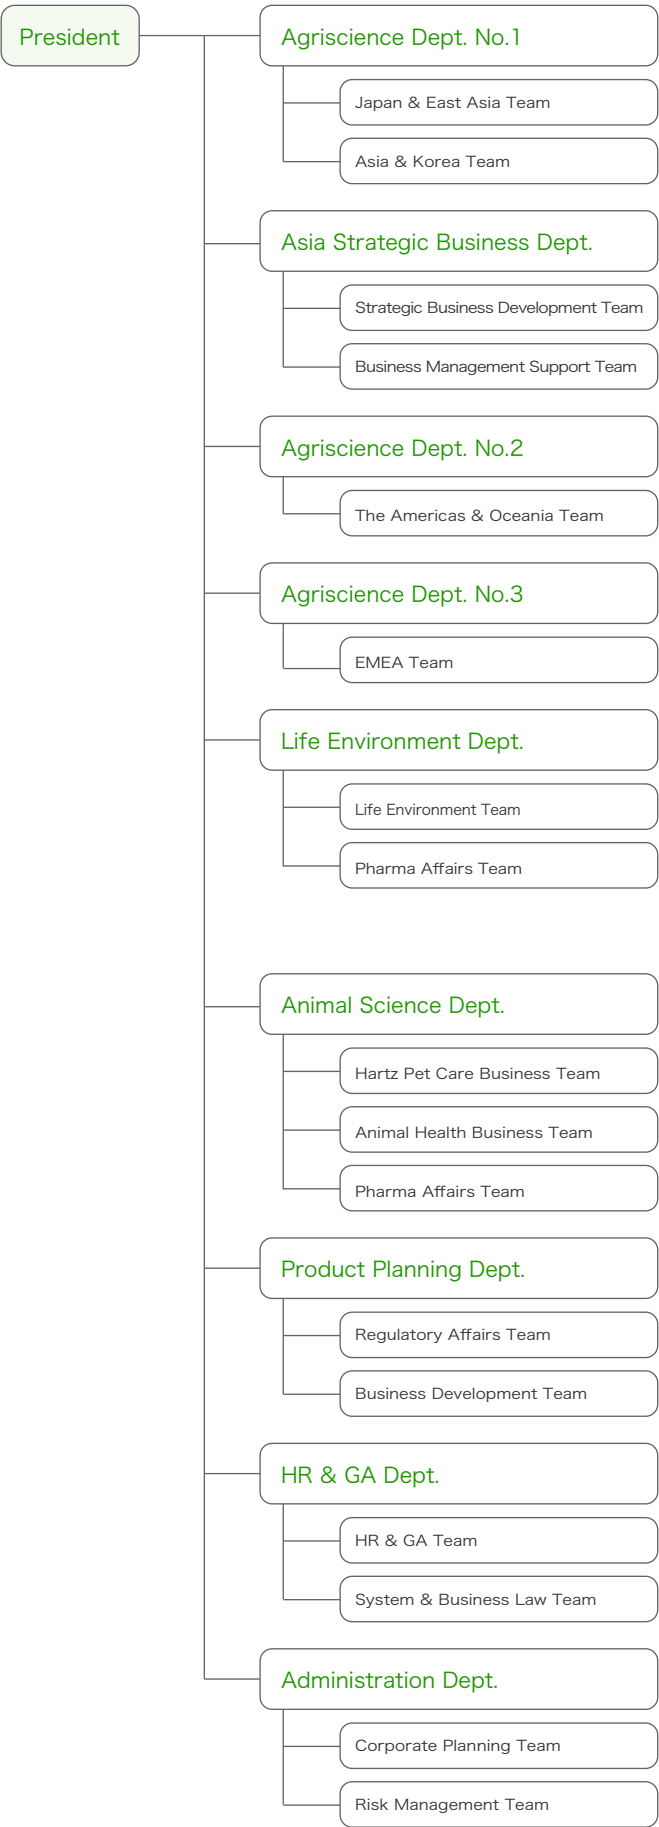 President
Agriscience Dept. No.1
Japan & East Asia Team
Asia & Korea Team
Asia Strategic Business Dept.
Strategic Business Development Team
Business Management Support Team
Agriscience Dept. No.2
The Americas & Oceania Team
Agriscience Dept. No.3
EMEA Team
Life Environment Dept.
Life Environment Team
Pharma Affairs Team
Animal Science Dept.
Hartz Pet Care Business Team
Animal Health Business Team
Pharma Affairs Team
Product Planning Dept.
Regulatory Affairs Team
Business Development Team
HR & GA Dept.
HR & GA Team
System & Business Law Team
Administration Dept.
Corporate Planning Team
Risk Management Team